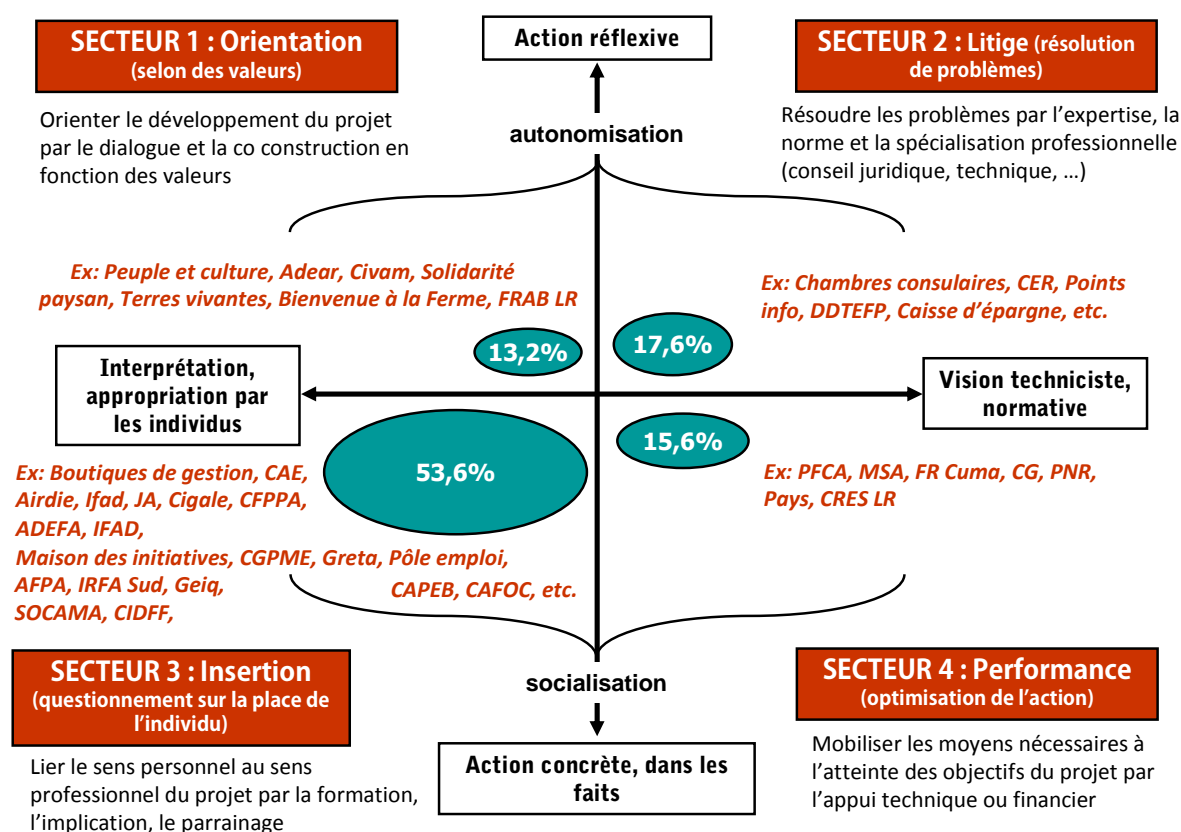 SECTEUR 1 : Orientation
(selon des valeurs)
Orienter le développement du projet
par le dialogue et la co construction en
fonction des valeurs
Action réflexive
autonomisation
SECTEUR 2 : Litige (résolution
de problèmes)
Résoudre les problèmes par l'expertise, la
norme et la spécialisation professionnelle
(conseil juridique, technique, …)
Ex: Peuple et culture, Adear, Civam, Solidarité
paysan, Terres vivantes, Bienvenue à la Ferme, FRAB LR
Ex: Chambres consulaires, CER, Points
info, DDTEFP, Caisse d'épargne, etc.
13,2%
17,6%
Interprétation,
appropriation par
les individus
Vision techniciste,
normative
53,6%
15,6%
Ex: Boutiques de gestion, CAE,
Airdie, Ifad, JA, Cigale, CFPPA,
ADEFA, IFAD,
Maison des initiatives, CGPME, Greta, Pôle emploi,
AFPA, IRFA Sud, Geiq,
CAPEB, CAFOC, etc.
SOCAMA, CIDFF,
Ex: PFCA, MSA, FR Cuma, CG, PNR,
Pays, CRES LR
SECTEUR 3 : Insertion
(questionnement sur la place de
l'individu)
Lier le sens personnel au sens
professionnel du projet par la formation,
l'implication, le parrainage
socialisation
Action concrète, dans les
faits
SECTEUR 4 : Performance
(optimisation de l'action)
Mobiliser les moyens nécessaires à
l'atteinte des objectifs du projet par
l'appui technique ou financier